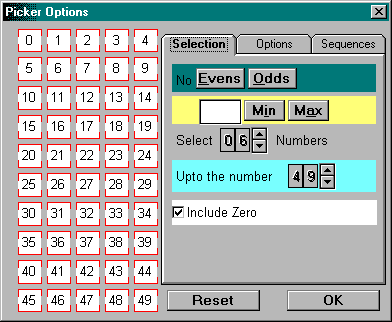 Picker Options
0 1 2 3 4
5 6 7 8 9
10 11 12 13 14
15 16 17 18 19
20 21 22 23 24
25 26 27 28 29
30 31 32 33 34
35 36 37 38 39
40 41 42 43 44
45 46 47 48 49
Selection Options Sequences
No Evens Odds
Min Max
Select 0 6 Numbers
Upto the number 4 9
Include Zero
Reset OK